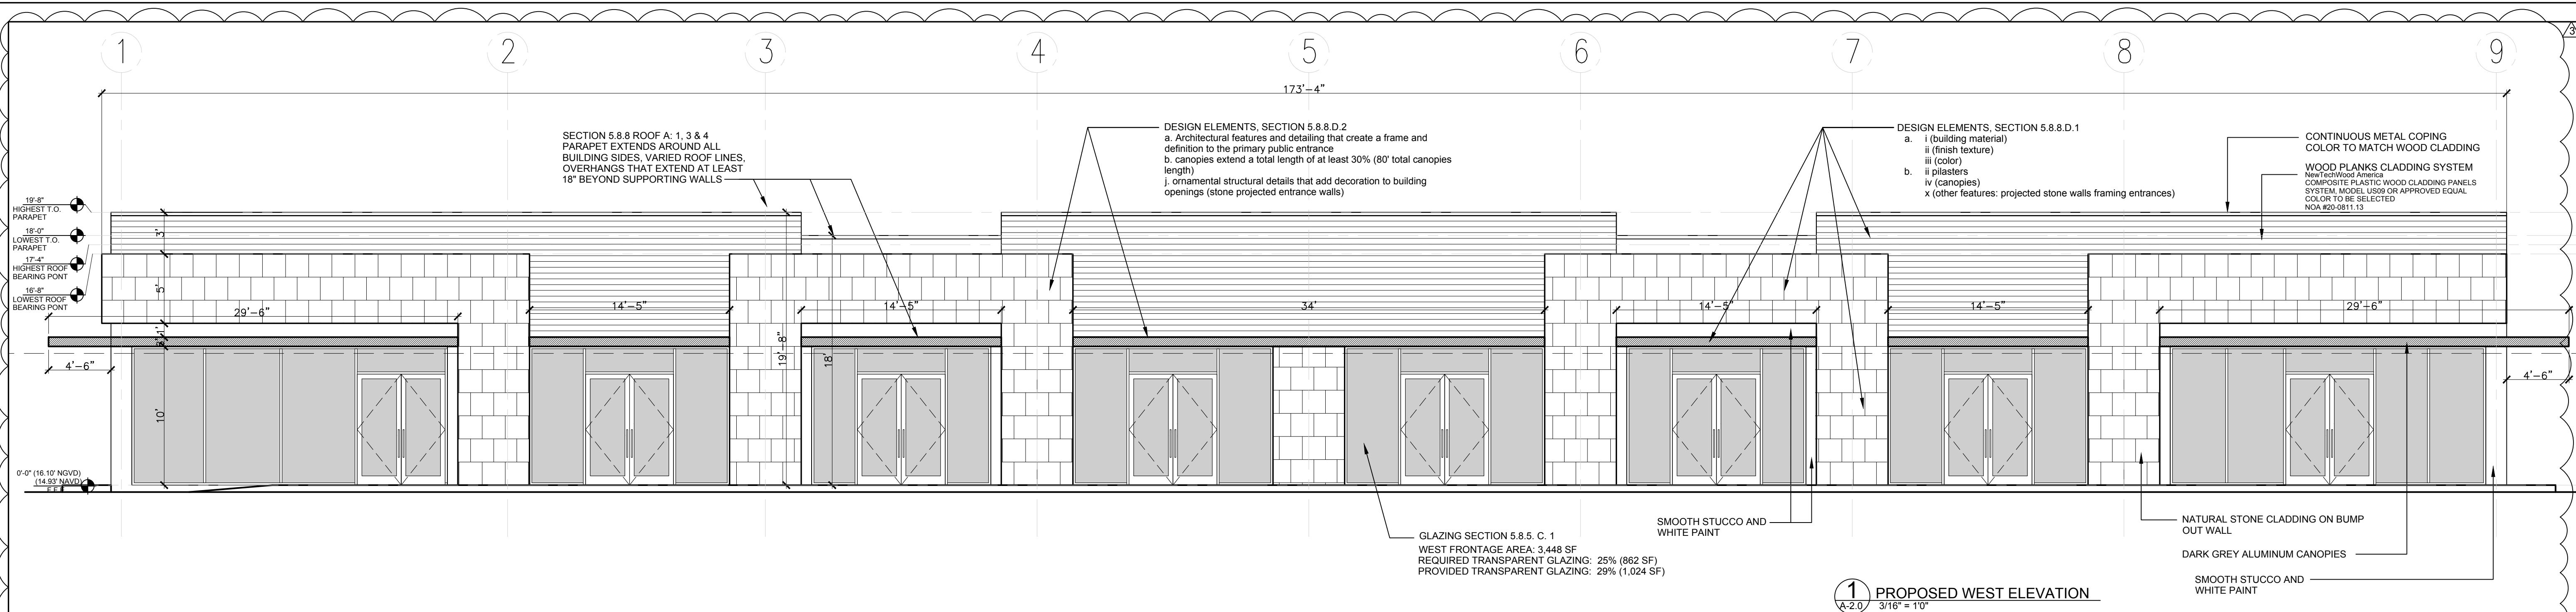 1
2
3
4
5
6
7
8
9
3
173'-4"
SECTION 5.8.8 ROOF A: 1, 3 & 4
PARAPET EXTENDS AROUND ALL
BUILDING SIDES, VARIED ROOF LINES,
OVERHANGS THAT EXTEND AT LEAST
18" BEYOND SUPPORTING WALLS
DESIGN ELEMENTS, SECTION 5.8.8.D.2
a. Architectural features and detailing that create a frame and
definition to the primary public entrance
b. canopies extend a total length of at least 30% (80' total canopies
length)
j. ornamental structural details that add decoration to building
openings (stone projected entrance walls)
DESIGN ELEMENTS, SECTION 5.8.8.D.1
a. i (building material)
ii (finish texture)
iii (color)
b. ii pilasters
iv (canopies)
x (other features: projected stone walls framing entrances)
CONTINUOUS METAL COPING
COLOR TO MATCH WOOD CLADDING
WOOD PLANKS CLADDING SYSTEM
NewTechWood America
COMPOSITE PLASTIC WOOD CLADDING PANELS
SYSTEM, MODEL US09 OR APPROVED EQUAL
COLOR TO BE SELECTED
NOA #20-0811.13
19'-8"
HIGHEST T.O.
PARAPET
18'-0"
LOWEST T.O.
PARAPET
17'-4"
HIGHEST ROOF
BEARING PONT
16'-8"
LOWEST ROOF
BEARING PONT
3'
5'
1'
10'
29'-6"
14'-5"
14'-5"
34'
14'-5"
14'-5"
29'-6"
4'-6"
19'-8"
18'
4'-6"
0'-0" (16.10' NGVD)
(14.93' NAVD)
F.F.E
GLAZING SECTION 5.8.5. C. 1
WEST FRONTAGE AREA: 3,448 SF
REQUIRED TRANSPARENT GLAZING: 25% (862 SF)
PROVIDED TRANSPARENT GLAZING: 29% (1,024 SF)
SMOOTH STUCCO AND
WHITE PAINT
NATURAL STONE CLADDING ON BUMP
OUT WALL
DARK GREY ALUMINUM CANOPIES
SMOOTH STUCCO AND
WHITE PAINT
1
A-2.0
PROPOSED WEST ELEVATION
3/16" = 1'0"